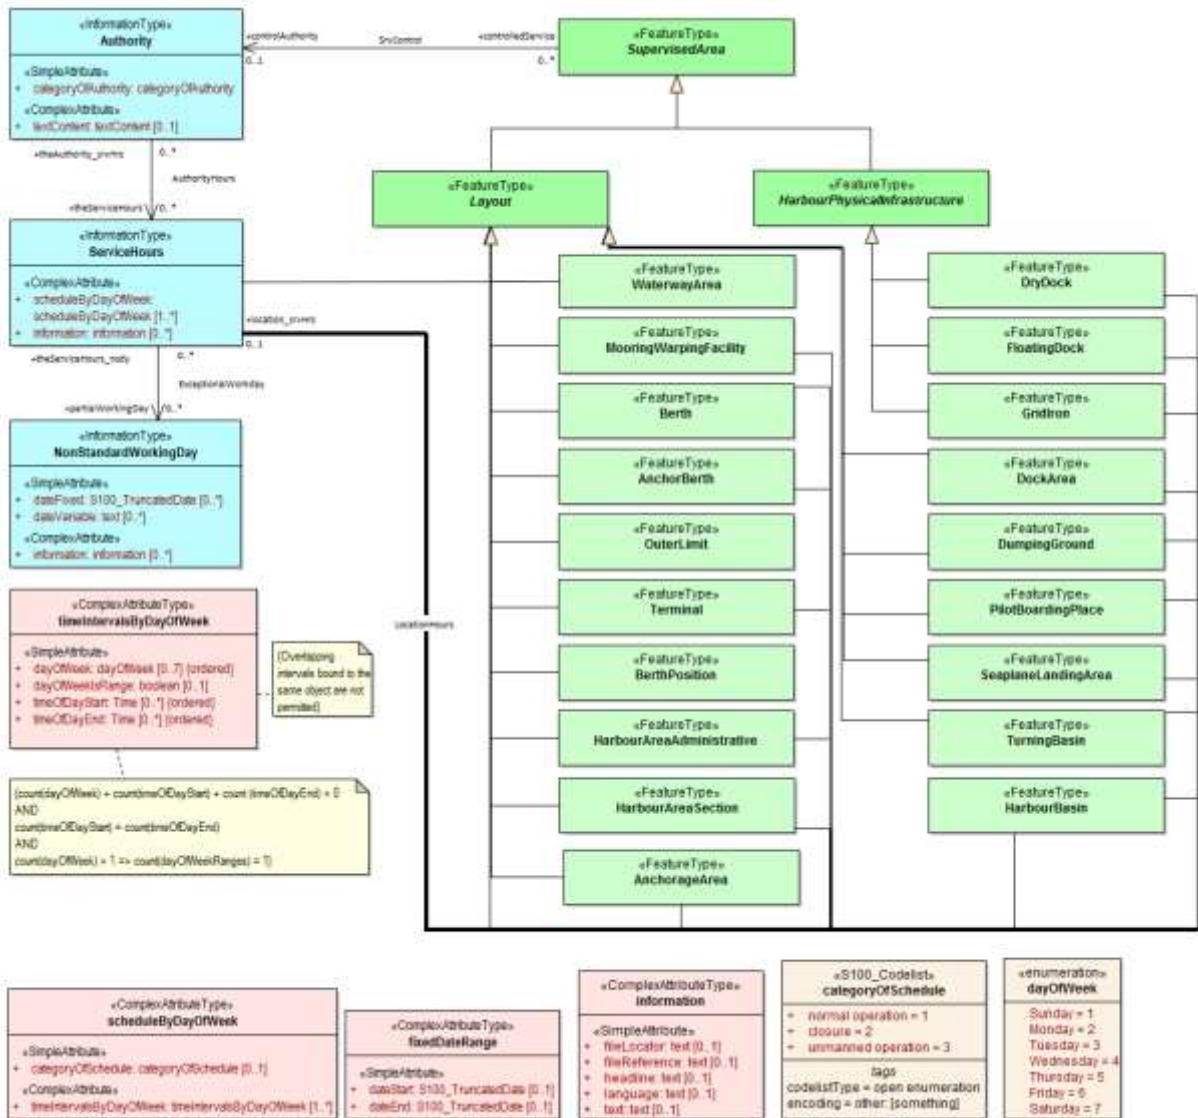 «InformationType»
Authority
«SimpleAttribute»
+ categoryOfAuthority: categoryOfAuthority
«ComplexAttribute»
+ textContent: textContent [0..1]
+controlAuthority
SrvControl
+controlledService
0..1
0..*
«FeatureType»
SupervisedArea
+theAuthority_srvHrs
0..*
AuthorityHours
+theServiceHours
0..*
«FeatureType»
Layout
«FeatureType»
HarbourPhysicalInfrastructure
«InformationType»
ServiceHours
«ComplexAttribute»
+ scheduleByDayOfWeek:
scheduleByDayOfWeek [1..*]
+ information: information [0..*]
+location_srvHrs
0..1
+theServiceHours_nsdy
0..*
ExceptionalWorkday
+partialWorkingDay
0..*
«InformationType»
NonStandardWorkingDay
«SimpleAttribute»
+ dateFixed: S100_TruncatedDate [0..*]
+ dateVariable: text [0..*]
«ComplexAttribute»
+ information: information [0..*]
«FeatureType»
WaterwayArea
«FeatureType»
MooringWarpingFacility
«FeatureType»
Berth
«FeatureType»
AnchorBerth
«FeatureType»
OuterLimit
«FeatureType»
Terminal
«FeatureType»
BerthPosition
«FeatureType»
HarbourAreaAdministrative
«FeatureType»
HarbourAreaSection
«FeatureType»
AnchorageArea
«FeatureType»
DryDock
«FeatureType»
FloatingDock
«FeatureType»
Gridiron
«FeatureType»
DockArea
«FeatureType»
DumpingGround
«FeatureType»
PilotBoardingPlace
«FeatureType»
SeaplaneLandingArea
«FeatureType»
TurningBasin
«FeatureType»
HarbourBasin
LocationHours
«ComplexAttributeType»
timeIntervalsByDayOfWeek
«SimpleAttribute»
+ dayOfWeek: dayOfWeek [0..7] {ordered}
+ dayOfWeekIsRange: boolean [0..1]
+ timeOfDayStart: Time [0..*] {ordered}
+ timeOfDayEnd: Time [0..*] {ordered}
{Overlapping
intervals bound to the
same object are not
permitted}
{count(dayOfWeek) + count(timeOfDayStart) + count (timeOfDayEnd) > 0
AND
count(timeOfDayStart) = count(timeOfDayEnd)
AND
count(dayOfWeek) > 1 => count(dayOfWeekRanges) = 1}
«ComplexAttributeType»
scheduleByDayOfWeek
«SimpleAttribute»
+ categoryOfSchedule: categoryOfSchedule [0..1]
«ComplexAttribute»
+ timeIntervalsByDayOfWeek: timeIntervalsByDayOfWeek [1..*]
«ComplexAttributeType»
fixedDateRange
«SimpleAttribute»
+ dateStart: S100_TruncatedDate [0..1]
+ dateEnd: S100_TruncatedDate [0..1]
«ComplexAttributeType»
information
«SimpleAttribute»
+ fileLocator: text [0..1]
+ fileReference: text [0..1]
+ headline: text [0..1]
+ language: text [0..1]
+ text: text [0..1]
«S100_Codelist»
categoryOfSchedule
+ normal operation = 1
+ closure = 2
+ unmanned operation = 3
tags
codelistType = open enumeration
encoding = other: [something]
«enumeration»
dayOfWeek
Sunday = 1
Monday = 2
Tuesday = 3
Wednesday = 4
Thursday = 5
Friday = 6
Saturday = 7